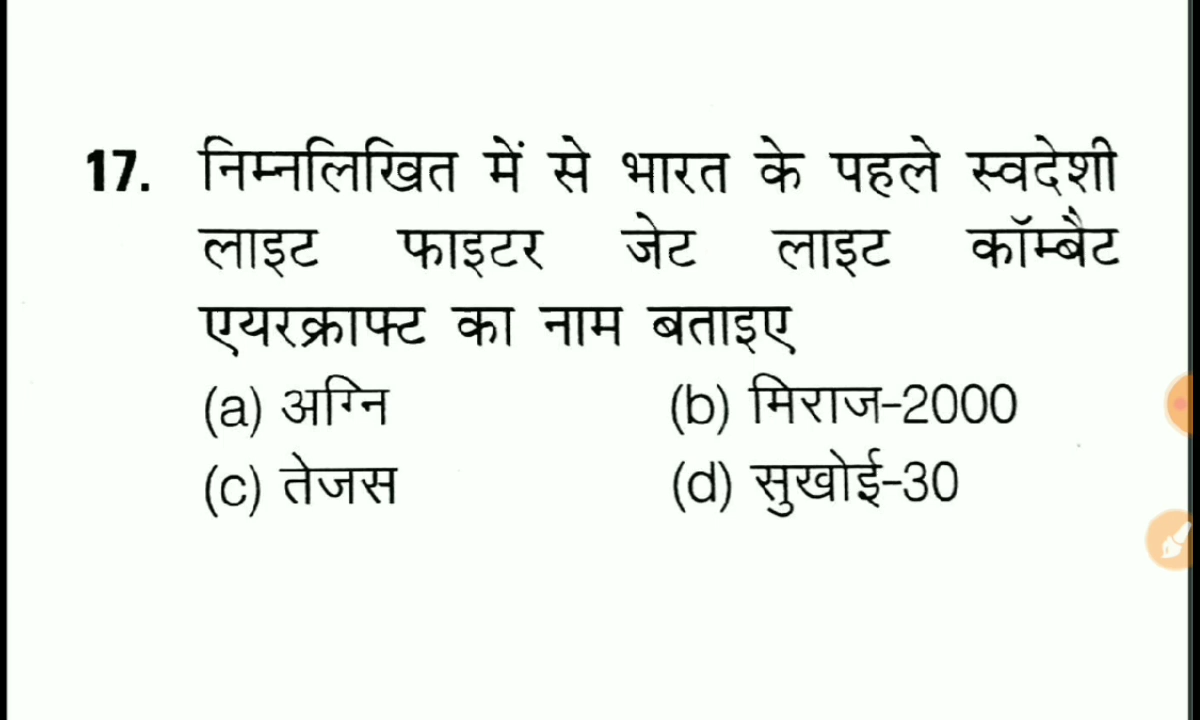 17. निम्नलिखित में से भारत के पहले स्वदेशी
लाइट फाइटर जेट लाइट कॉम्बैट
एयरक्राफ्ट का नाम बताइए
(a) अग्नि (b) मिराज-2000
(c) तेजस (d) सुखोई-30